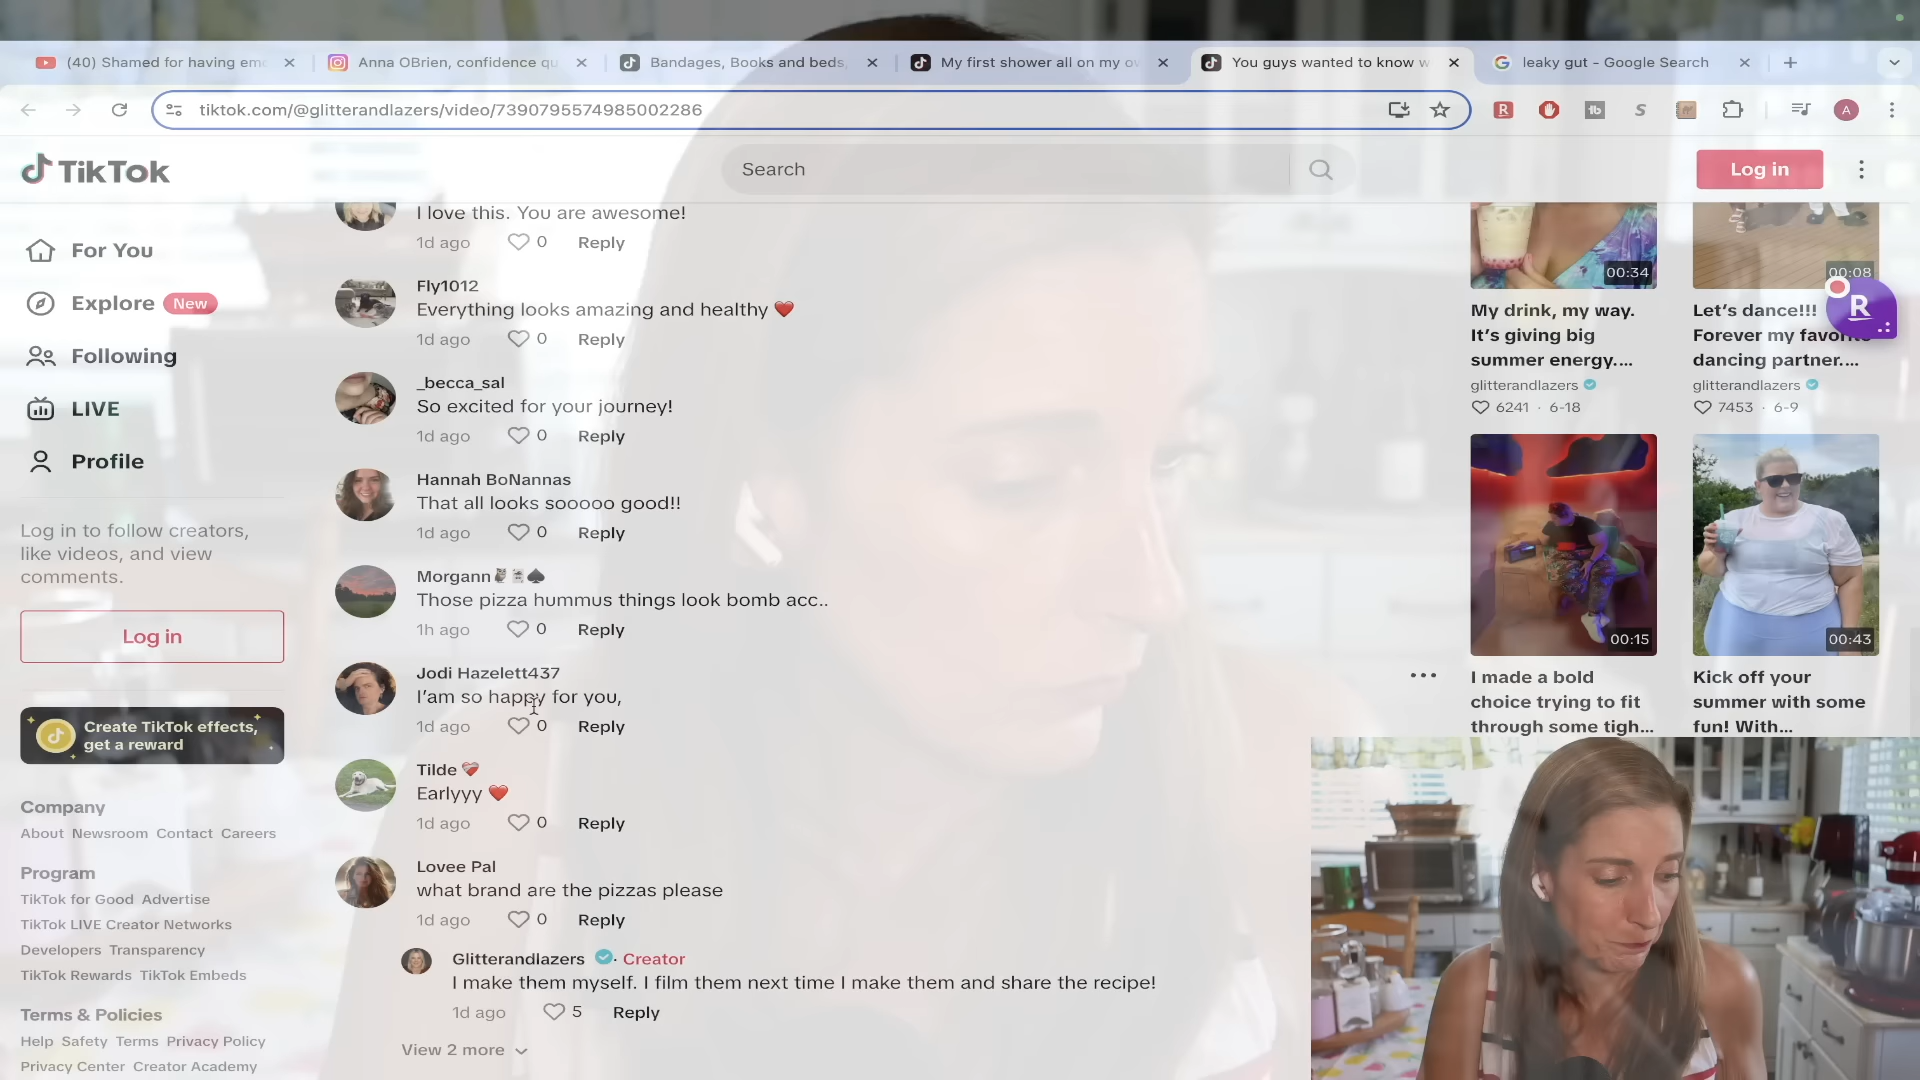 (40) Shamed for having em
Anna OBrien, confidence qu
Bandages, Books and beds,
My first shower all on my ow
You guys wanted to know w
leaky gut - Google Search
tiktok.com/@glitterandlazers/video/7390795574985002286
R
tb
S
A
TikTok
Search
Log in
For You
Explore New
Following
LIVE
Profile
Log in to follow creators,
like videos, and view
comments.
Log in
Create TikTok effects,
get a reward
Company
About Newsroom Contact Careers
Program
TikTok for Good Advertise
TikTok LIVE Creator Networks
Developers Transparency
TikTok Rewards TikTok Embeds
Terms & Policies
Help Safety Terms Privacy Policy
Privacy Center Creator Academy
I love this. You are awesome!
1d ago 0 Reply
Fly1012
Everything looks amazing and healthy ❤️
1d ago 0 Reply
_becca_sal
So excited for your journey!
1d ago 0 Reply
Hannah BoNannas
That all looks sooooo good!!
1d ago 0 Reply
Morgann
Those pizza hummus things look bomb acc..
1h ago 0 Reply
Jodi Hazelett437
I'am so happy for you,
1d ago 0 Reply
Tilde
Earlyyy ❤️
1d ago 0 Reply
Lovee Pal
what brand are the pizzas please
1d ago 0 Reply
Glitterandlazers · Creator
I make them myself. I film them next time I make them and share the recipe!
1d ago 5 Reply
View 2 more
00:34
My drink, my way.
It's giving big
summer energy....
glitterandlazers
6241 · 6-18
00:08
Let's dance!!!
Forever my favorite
dancing partner....
glitterandlazers
7453 · 6-9
R
00:15
I made a bold
choice trying to fit
through some tigh...
00:43
Kick off your
summer with some
fun! With...